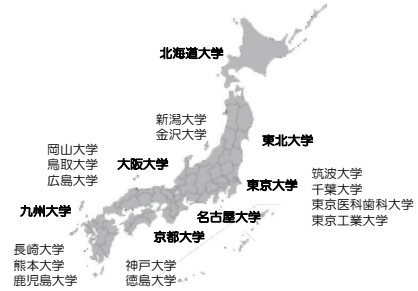 北海道大学
新潟大学
金沢大学
東北大学
岡山大学
鳥取大学
広島大学
大阪大学
東京大学
筑波大学
千葉大学
東京医科歯科大学
東京工業大学
九州大学
名古屋大学
京都大学
長崎大学
熊本大学
鹿児島大学
神戸大学
徳島大学